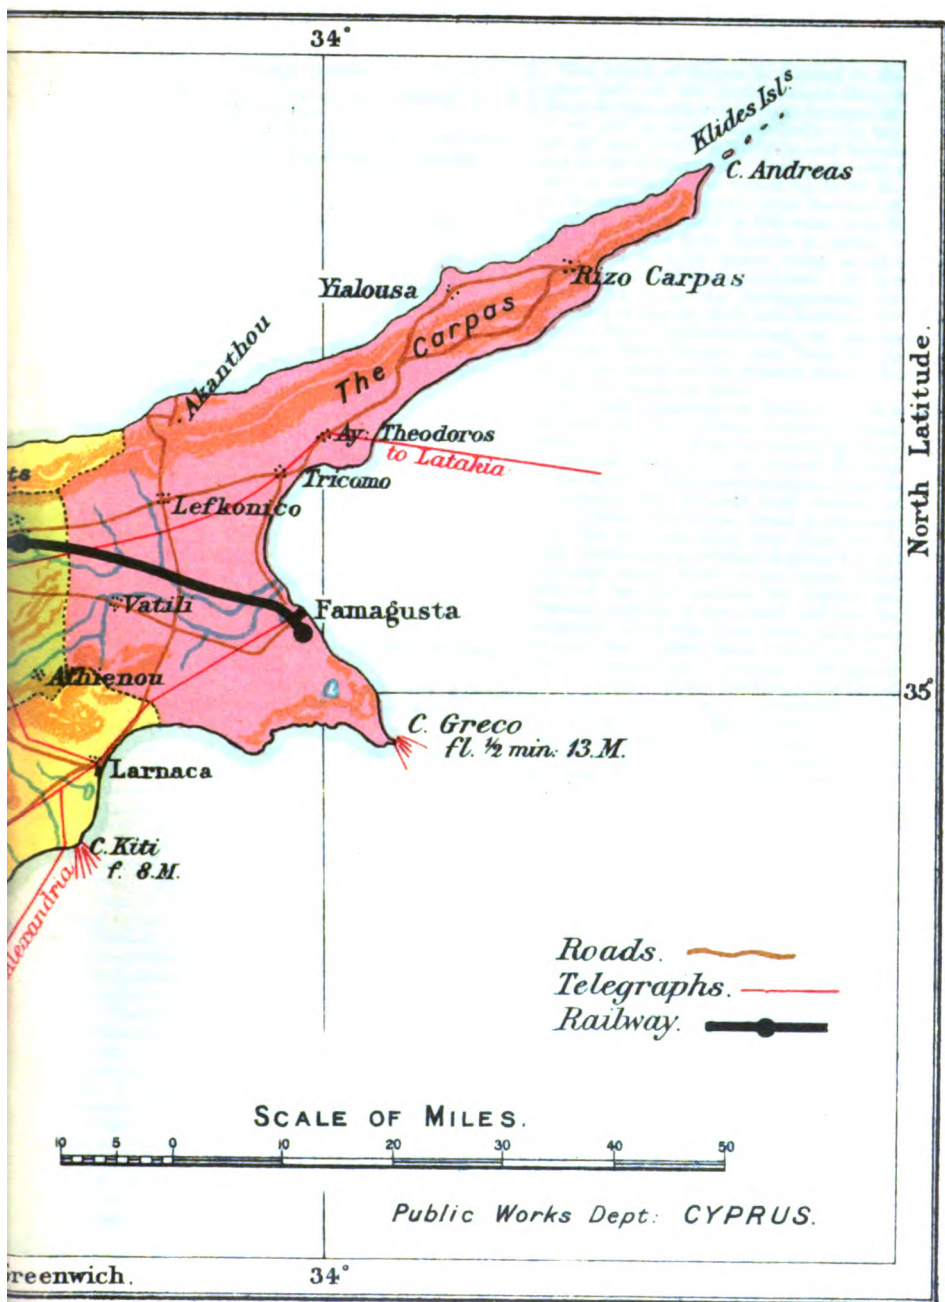 34°
Klides Isl.s
C. Andreas
Yialousa
Rizo Carpas
The Carpas
Akanthou
Ay: Theodoros
to Latakia
ts
Tricomo
Lefkonico
North Latitude.
Vatili
Famagusta
Athienou
35°
C. Greco
fl. ½ min: 13.M.
Larnaca
C. Kiti
f. 8.M.
Alexandria
Roads.
Telegraphs.
Railway.
SCALE OF MILES.
10 5 0 10 20 30 40 50
Public Works Dept: CYPRUS.
reenwich.
34°